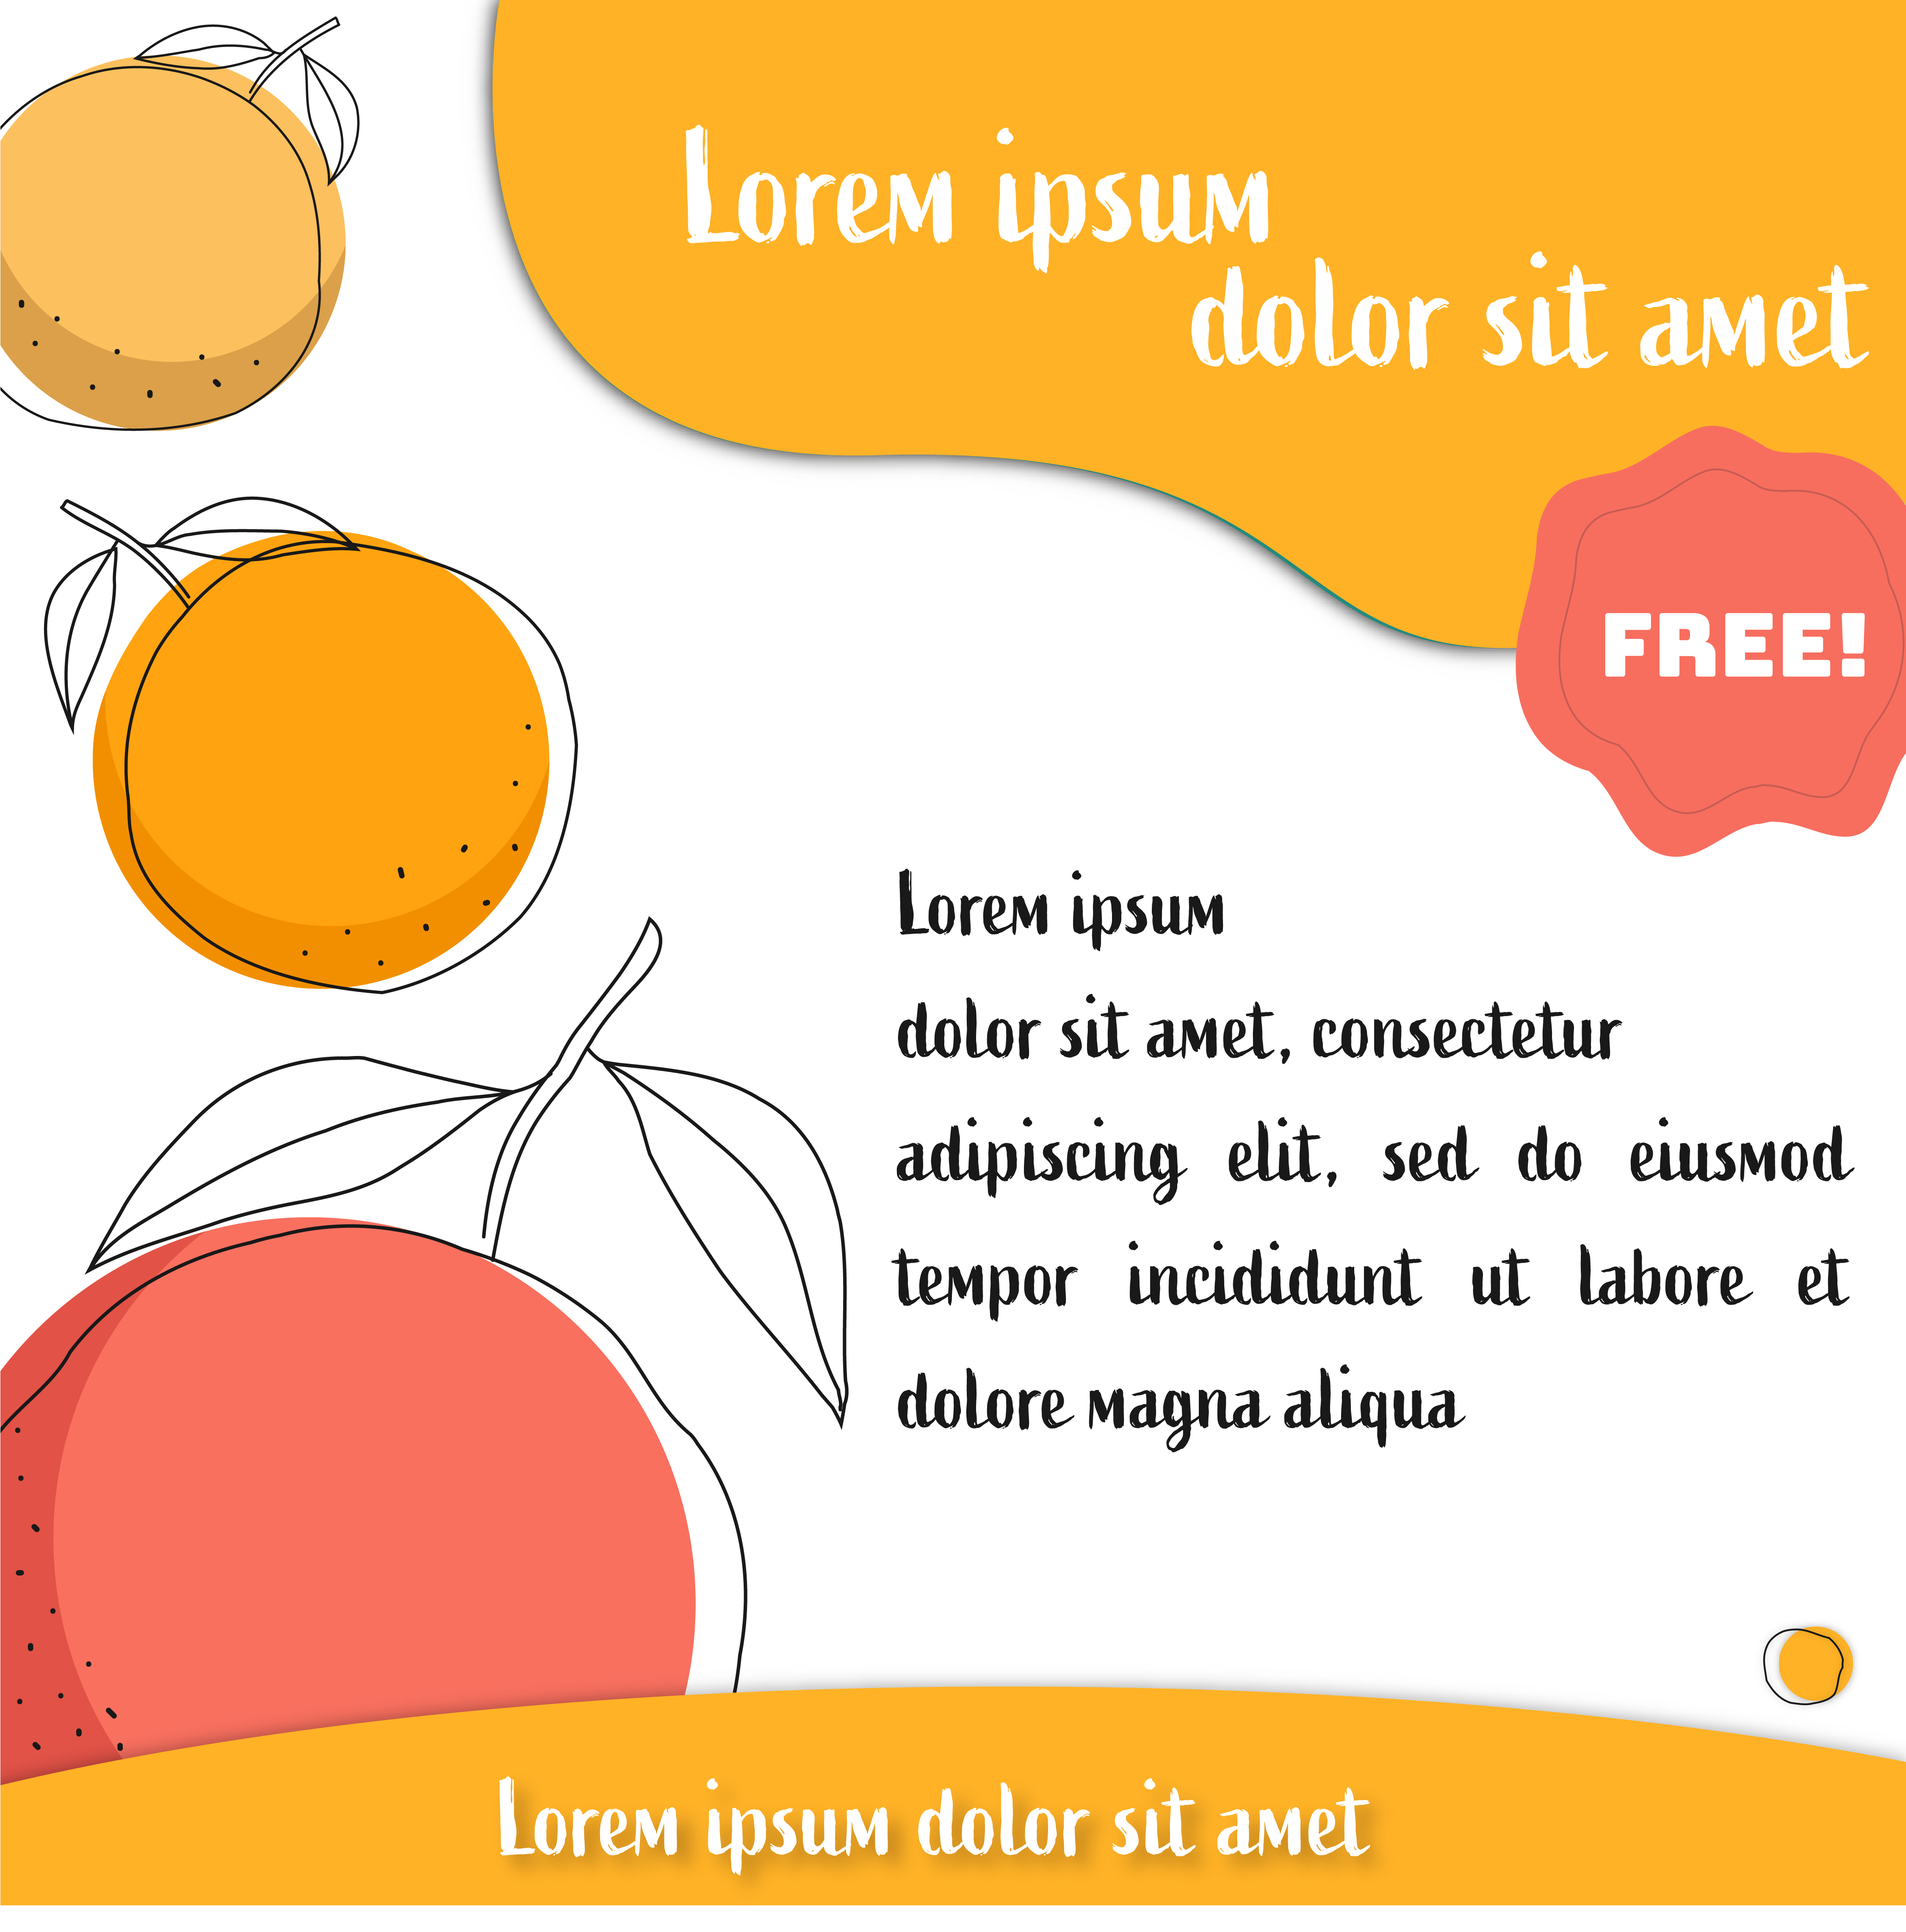 Lorem ipsum
dolor sit amet
FREE!
Lorem ipsum
dolor sit amet, consectetur
adipiscing elit, sed do eiusmod
tempor incididunt ut labore et
dolore magna aliqua
Lorem ipsum dolor sit amet